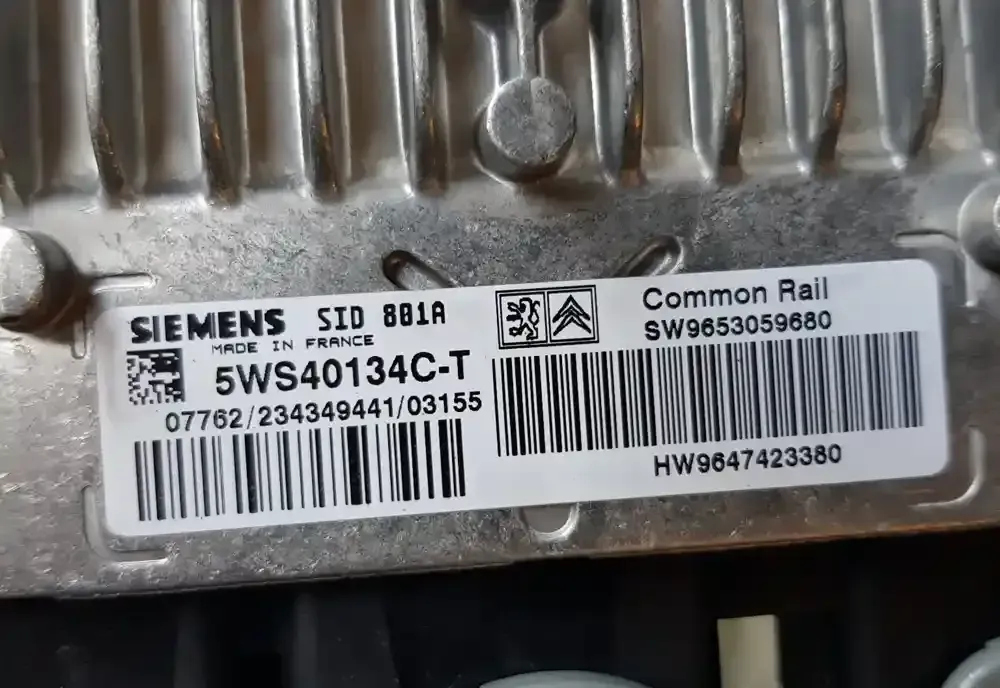 SIEMENS SID 801A
MADE IN FRANCE
5WS40134C-T
07762/234349441/03155
Common Rail
SW9653059680
HW9647423380